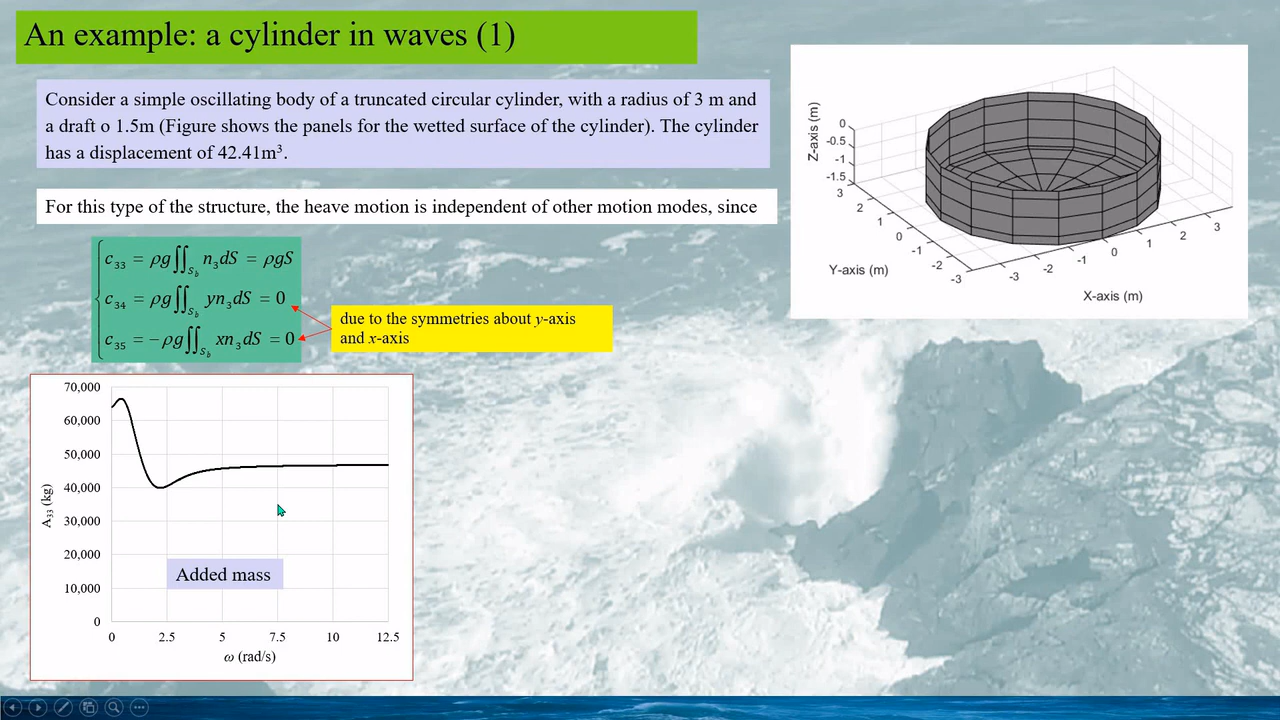 An example: a cylinder in waves (1)
Consider a simple oscillating body of a truncated circular cylinder, with a radius of 3 m and
a draft o 1.5m (Figure shows the panels for the wetted surface of the cylinder). The cylinder
has a displacement of 42.41m³.
For this type of the structure, the heave motion is independent of other motion modes, since
c₃₃ = ρg∬_{S_b} n₃dS = ρgS
c₃₄ = ρg∬_{S_b} yn₃dS = 0
c₃₅ = −ρg∬_{S_b} xn₃dS = 0
due to the symmetries about y-axis
and x-axis
Z-axis (m)
0
-0.5
-1
-1.5
3
2
1
0
-1
-2
-3
Y-axis (m)
-3
-2
-1
0
1
2
3
X-axis (m)
70,000
60,000
50,000
40,000
30,000
20,000
10,000
0
A₃₃ (kg)
Added mass
0 2.5 5 7.5 10 12.5
ω (rad/s)